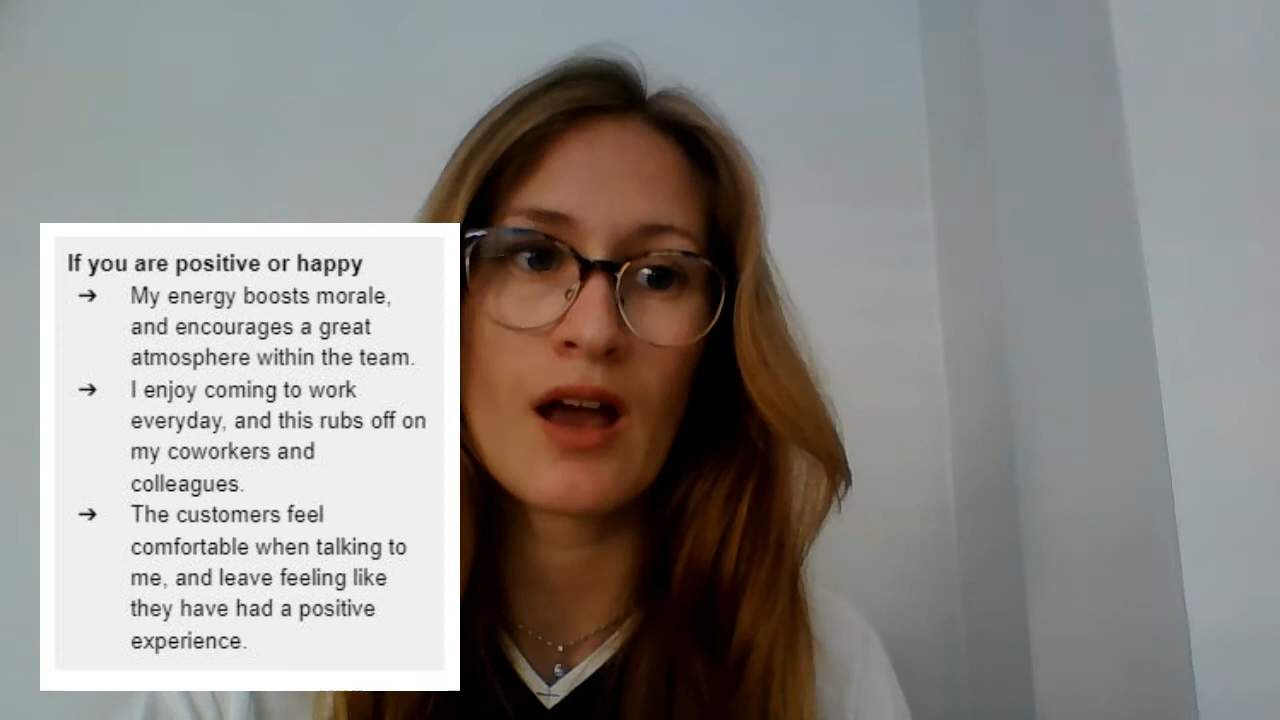 If you are positive or happy
➔ My energy boosts morale,
and encourages a great
atmosphere within the team.
➔ I enjoy coming to work
everyday, and this rubs off on
my coworkers and
colleagues.
➔ The customers feel
comfortable when talking to
me, and leave feeling like
they have had a positive
experience.